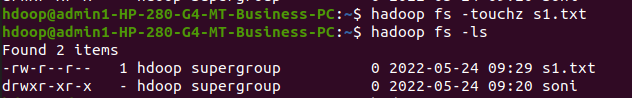 hdoop@admin1-HP-280-G4-MT-Business-PC:~$ hadoop fs -touchz s1.txt
hdoop@admin1-HP-280-G4-MT-Business-PC:~$ hadoop fs -ls
Found 2 items
-rw-r--r--   1 hdoop supergroup          0 2022-05-24 09:29 s1.txt
drwxr-xr-x   - hdoop supergroup          0 2022-05-24 09:20 soni